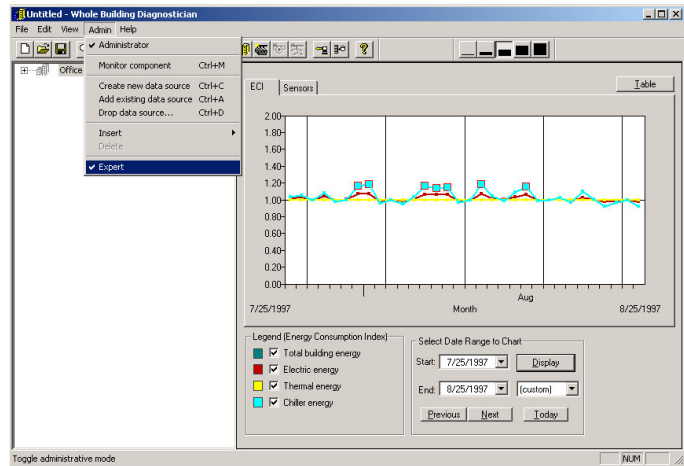 Untitled - Whole Building Diagnostician
File Edit View Admin Help
✔ Administrator
Monitor component Ctrl+M
Create new data source Ctrl+C
Add existing data source Ctrl+A
Drop data source... Ctrl+D
Insert
Delete
✔ Expert
Office
ECI Sensors Table
2.00
1.80
1.60
1.40
1.20
1.00
0.80
0.60
0.40
0.20
0.00
Aug
7/25/1997 Month 8/25/1997
Legend (Energy Consumption Index)
Total building energy
Electric energy
Thermal energy
Chiller energy
Select Date Range to Chart
Start: 7/25/1997 Display
End: 8/25/1997 (custom)
Previous Next Today
Toggle administrative mode NUM